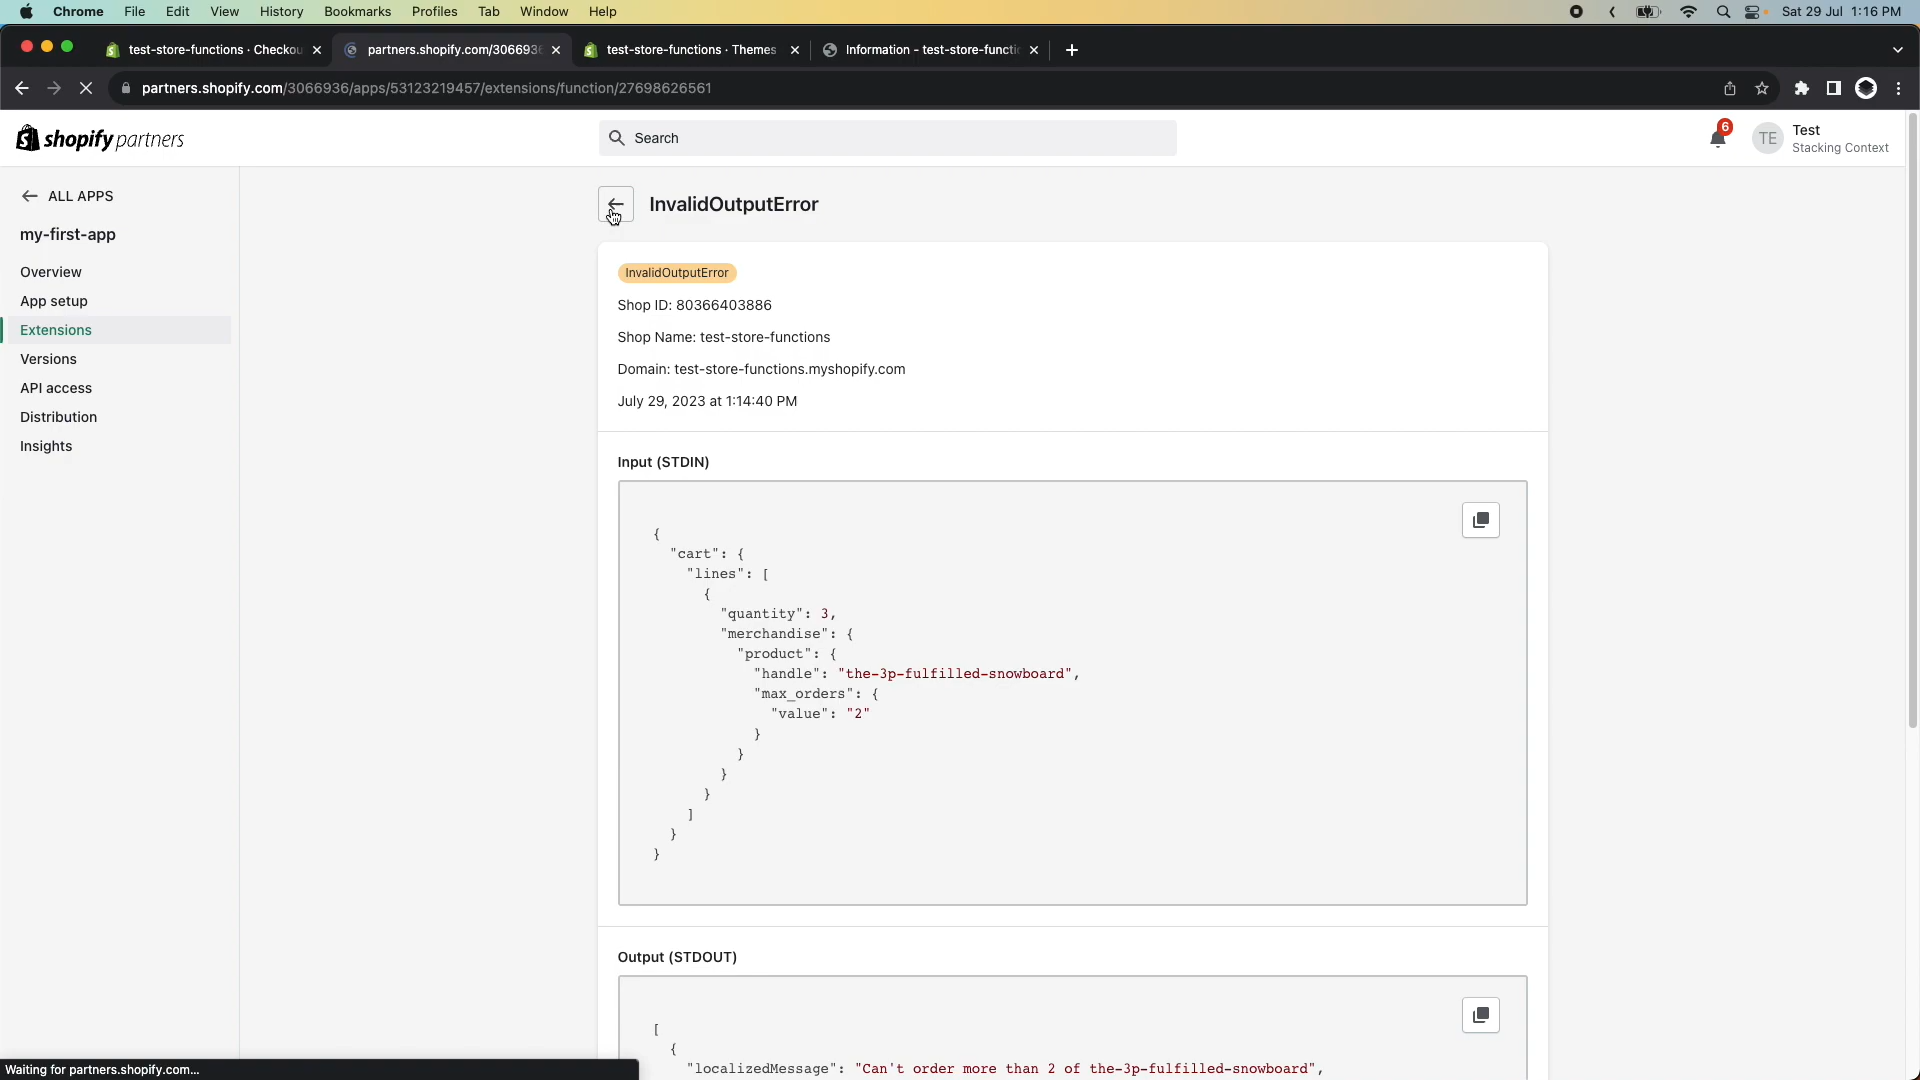 Chrome File Edit View History Bookmarks Profiles Tab Window Help Sat 29 Jul 1:16 PM
test-store-functions · Checkou partners.shopify.com/306693 test-store-functions · Themes Information - test-store-functi
partners.shopify.com/3066936/apps/53123219457/extensions/function/27698626561
shopify partners
Search
6
TE
Test
Stacking Context
ALL APPS
my-first-app
Overview
App setup
Extensions
Versions
API access
Distribution
Insights
InvalidOutputError
InvalidOutputError
Shop ID: 80366403886
Shop Name: test-store-functions
Domain: test-store-functions.myshopify.com
July 29, 2023 at 1:14:40 PM
Input (STDIN)
{
"cart": {
"lines": [
{
"quantity": 3,
"merchandise": {
"product": {
"handle": "the-3p-fulfilled-snowboard",
"max_orders": {
"value": "2"
}
}
}
}
]
}
}
Output (STDOUT)
[
{
"localizedMessage": "Can't order more than 2 of the-3p-fulfilled-snowboard",
Waiting for partners.shopify.com...